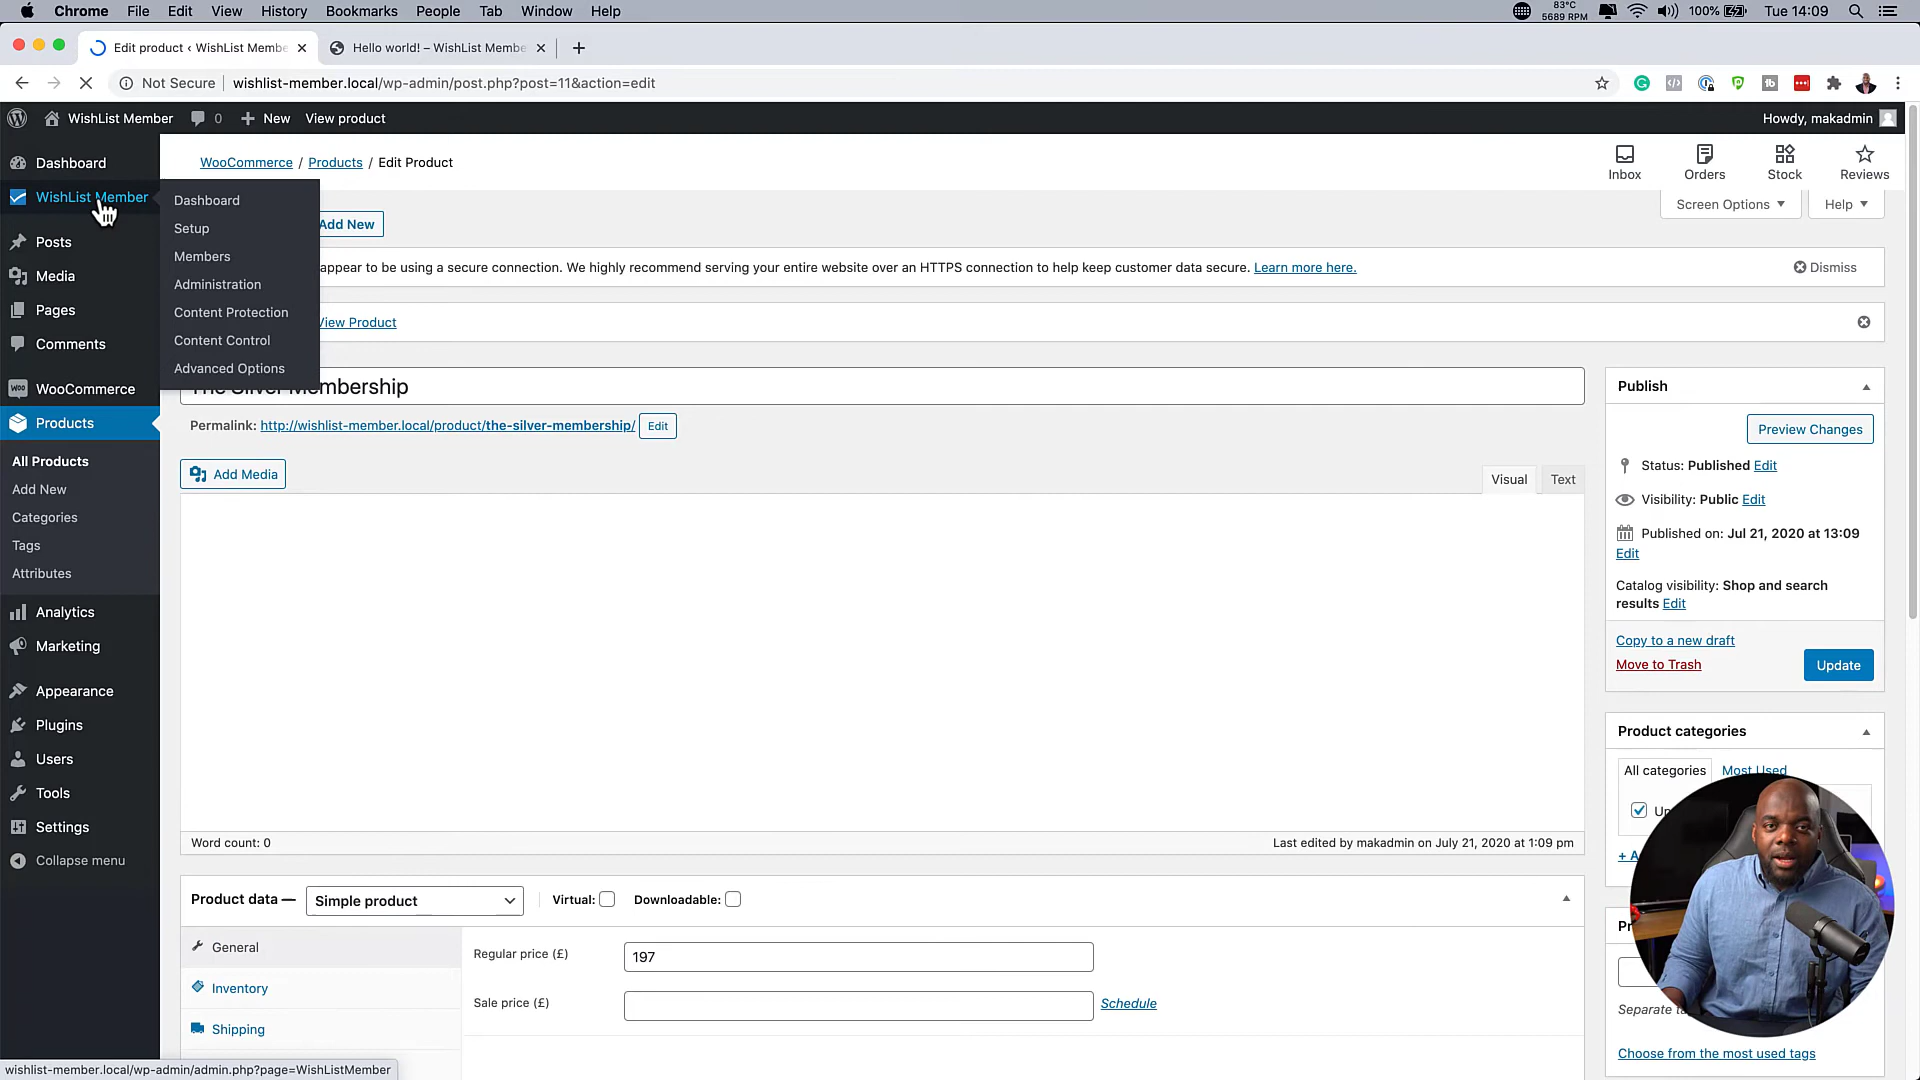 Chrome File Edit View History Bookmarks People Tab Window Help
83°C
5689 RPM
100%
Tue 14:09
Edit product ‹ WishList Membe
Hello world! – WishList Membe
Not Secure
wishlist-member.local/wp-admin/post.php?post=11&action=edit
WishList Member
0
New
View product
Howdy, makadmin
Dashboard
WishList Member
Posts
Media
Pages
Comments
WooCommerce
Products
All Products
Add New
Categories
Tags
Attributes
Analytics
Marketing
Appearance
Plugins
Users
Tools
Settings
Collapse menu
Dashboard
Setup
Members
Administration
Content Protection
Content Control
Advanced Options
WooCommerce / Products / Edit Product
Inbox
Orders
Stock
Reviews
Screen Options
Help
Add New
appear to be using a secure connection. We highly recommend serving your entire website over an HTTPS connection to help keep customer data secure. Learn more here.
Dismiss
View Product
The Silver Membership
Permalink: http://wishlist-member.local/product/the-silver-membership/
Edit
Add Media
Visual
Text
Word count: 0
Last edited by makadmin on July 21, 2020 at 1:09 pm
Product data —
Simple product
Virtual:
Downloadable:
General
Inventory
Shipping
Regular price (£)
197
Sale price (£)
Schedule
Publish
Preview Changes
Status: Published Edit
Visibility: Public Edit
Published on: Jul 21, 2020 at 13:09
Edit
Catalog visibility: Shop and search
results Edit
Copy to a new draft
Move to Trash
Update
Product categories
All categories
Most Used
+ A
Separate
Choose from the most used tags
wishlist-member.local/wp-admin/admin.php?page=WishListMember